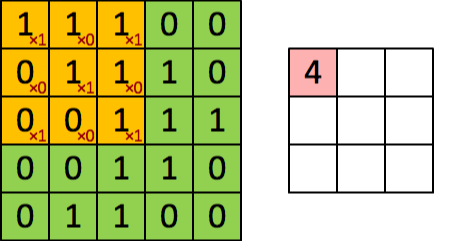 1 ×1 1 ×0 1 ×1 0 0
0 ×0 1 ×1 1 ×0 1 0 4
0 ×1 0 ×0 1 ×1 1 1
0 0 1 1 0
0 1 1 0 0